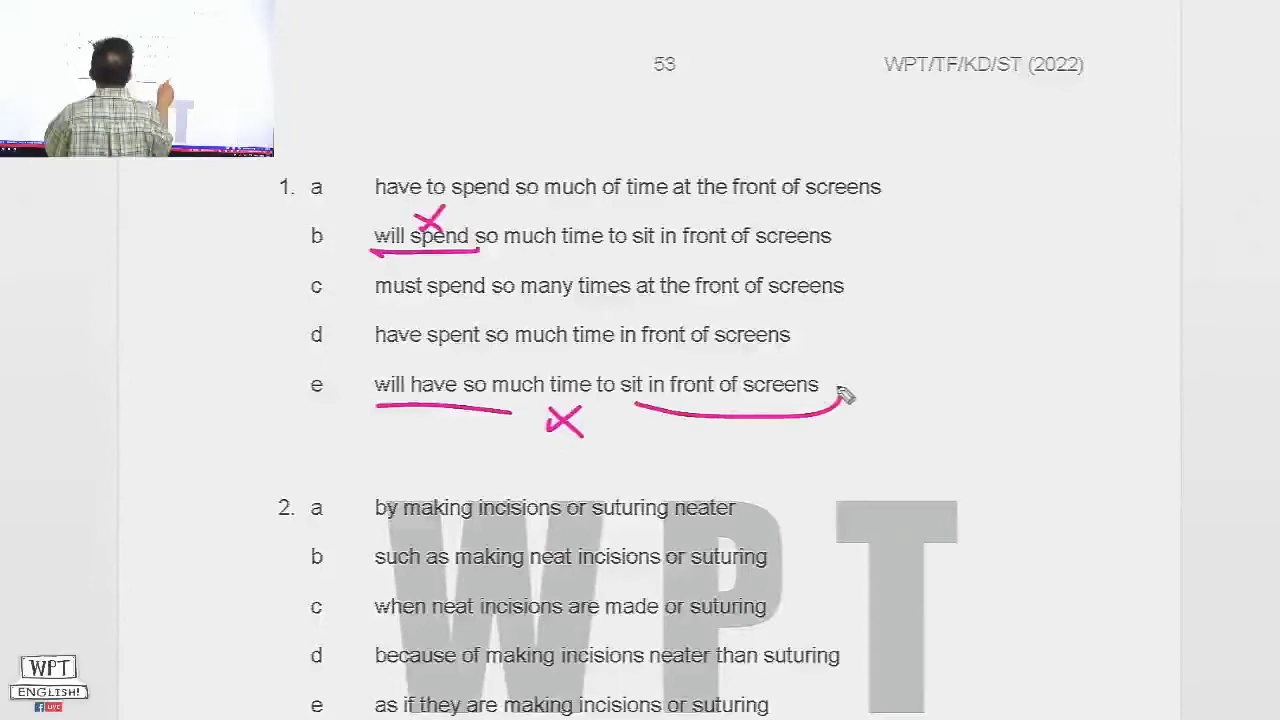 53 WPT/TF/KD/ST (2022)
1. a have to spend so much of time at the front of screens
b will spend so much time to sit in front of screens
c must spend so many times at the front of screens
d have spent so much time in front of screens
e will have so much time to sit in front of screens
2. a by making incisions or suturing neater
b such as making neat incisions or suturing
c when neat incisions are made or suturing
d because of making incisions neater than suturing
e as if they are making incisions or suturing
WPT
WPT
ENGLISH!
LIVE